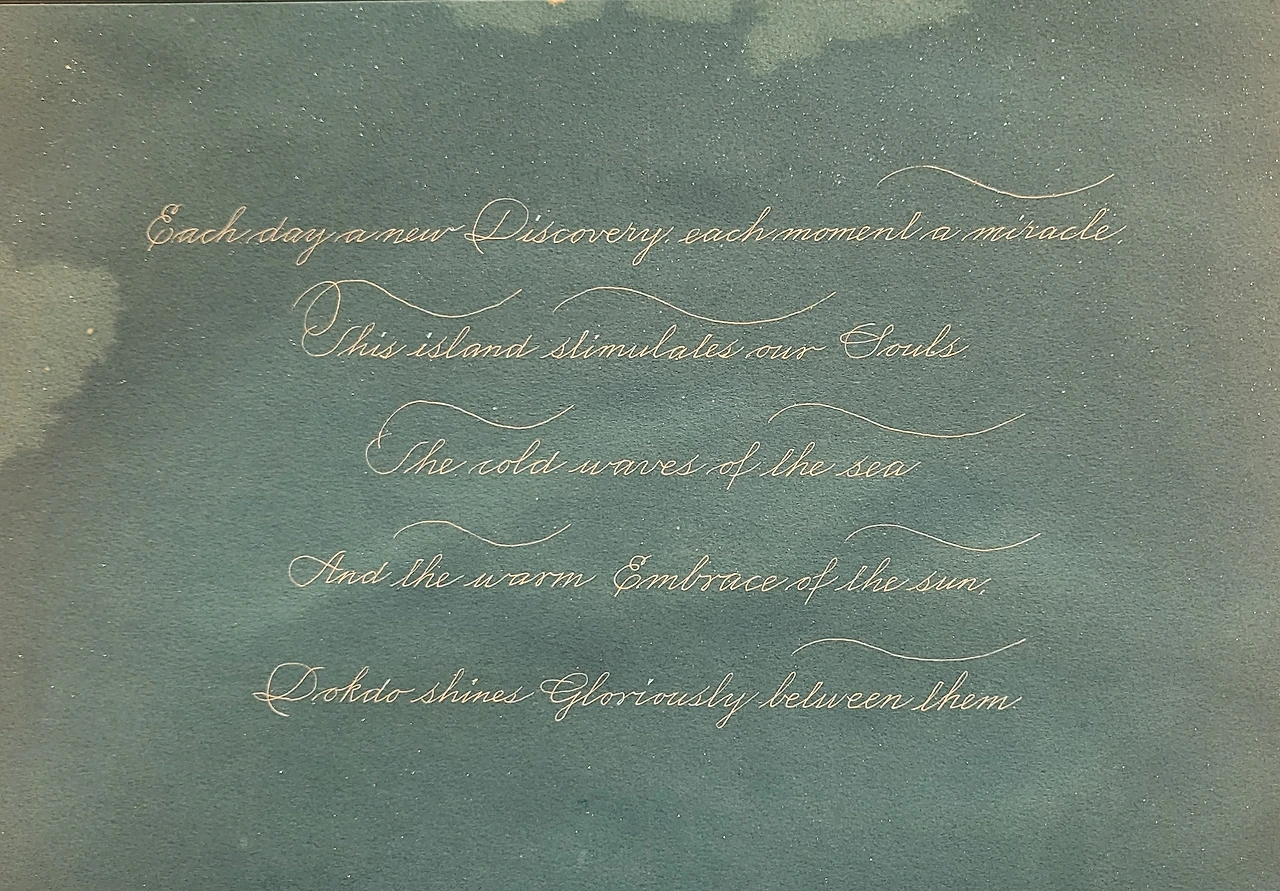 Each day a new Discovery, each moment a miracle.
This island stimulates our Souls.
The cold waves of the sea
And the warm Embrace of the sun,
Dokdo shines Gloriously between them.